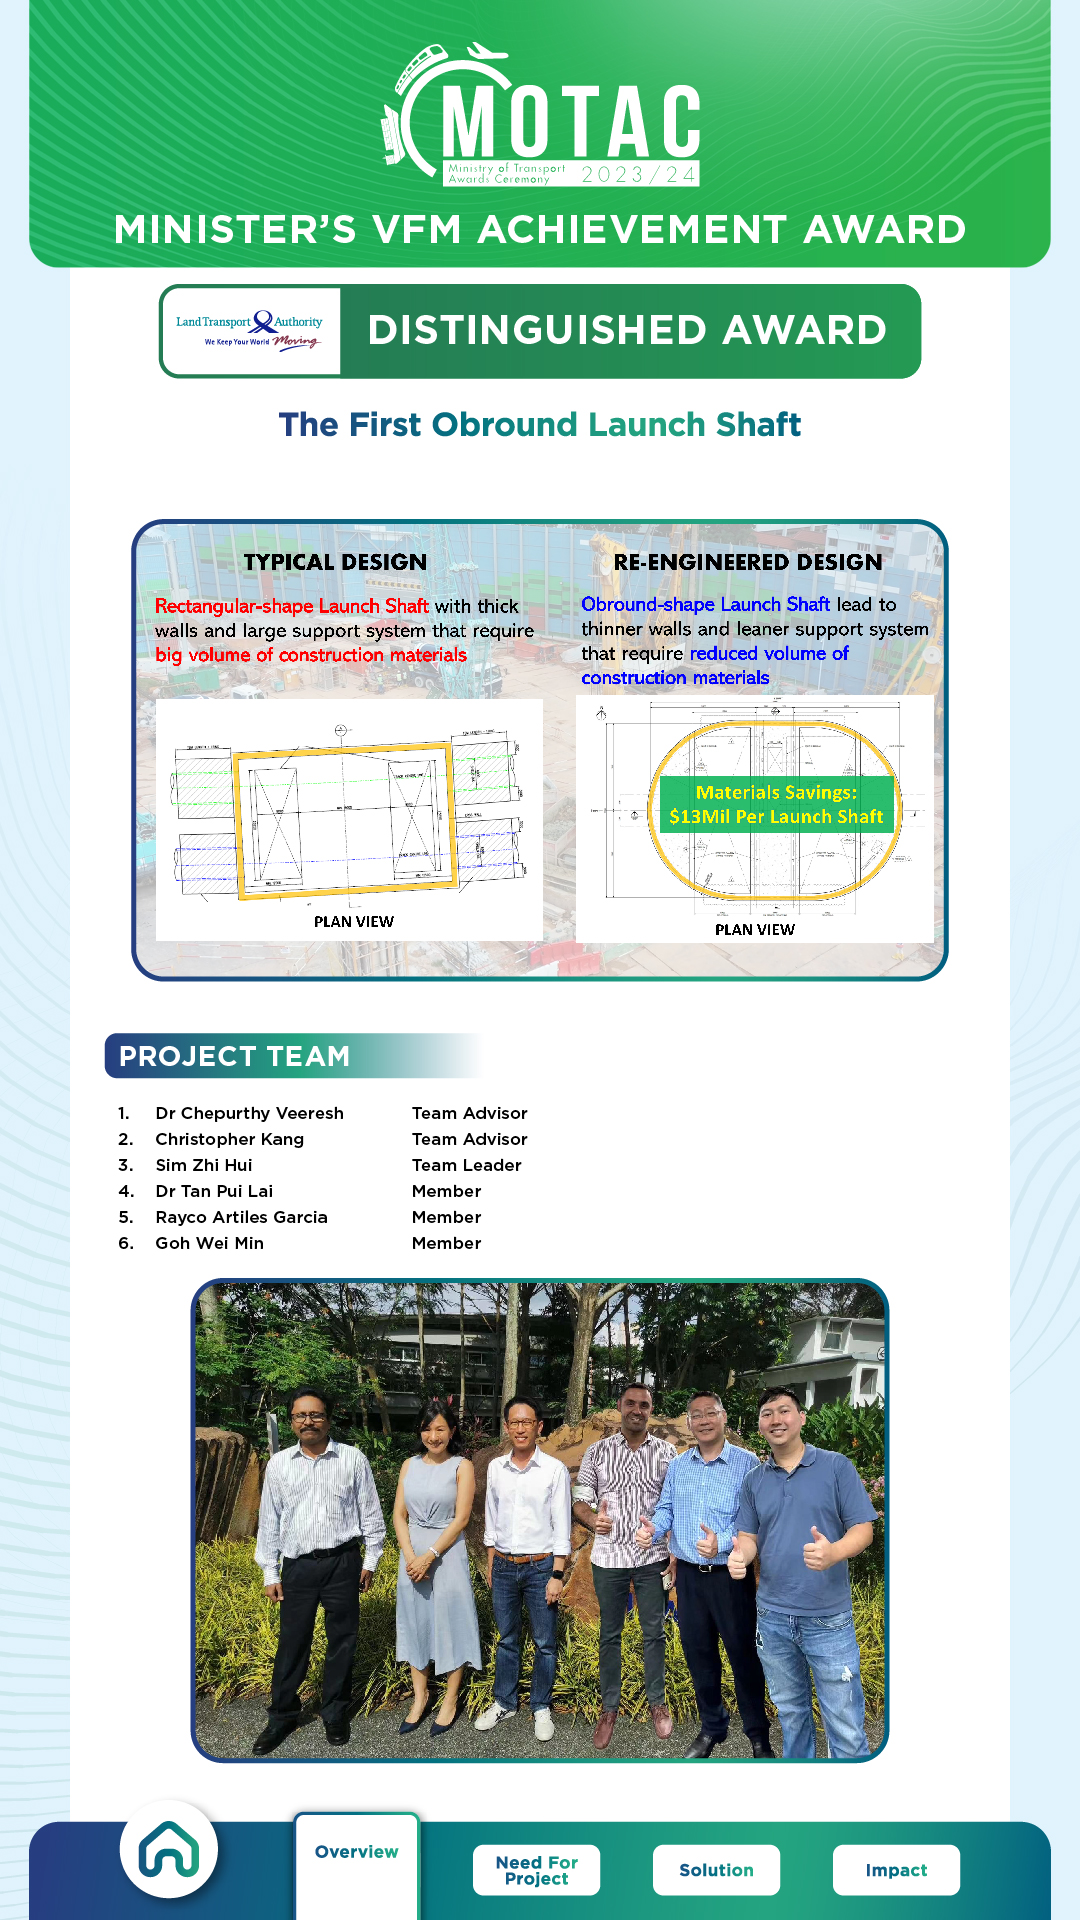 MOTAC
Ministry of Transport
Awards Ceremony
2023/24
MINISTER’S VFM ACHIEVEMENT AWARD
Land Transport Authority
We Keep Your World Moving
DISTINGUISHED AWARD
The First Obround Launch Shaft
TYPICAL DESIGN
Rectangular-shape Launch Shaft with thick
walls and large support system that require
big volume of construction materials
PLAN VIEW
RE-ENGINEERED DESIGN
Obround-shape Launch Shaft lead to
thinner walls and leaner support system
that require reduced volume of
construction materials
Materials Savings:
$13Mil Per Launch Shaft
PLAN VIEW
PROJECT TEAM
1. Dr Chepurthy Veeresh Team Advisor
2. Christopher Kang Team Advisor
3. Sim Zhi Hui Team Leader
4. Dr Tan Pui Lai Member
5. Rayco Artiles Garcia Member
6. Goh Wei Min Member
Overview
Need For
Project
Solution
Impact